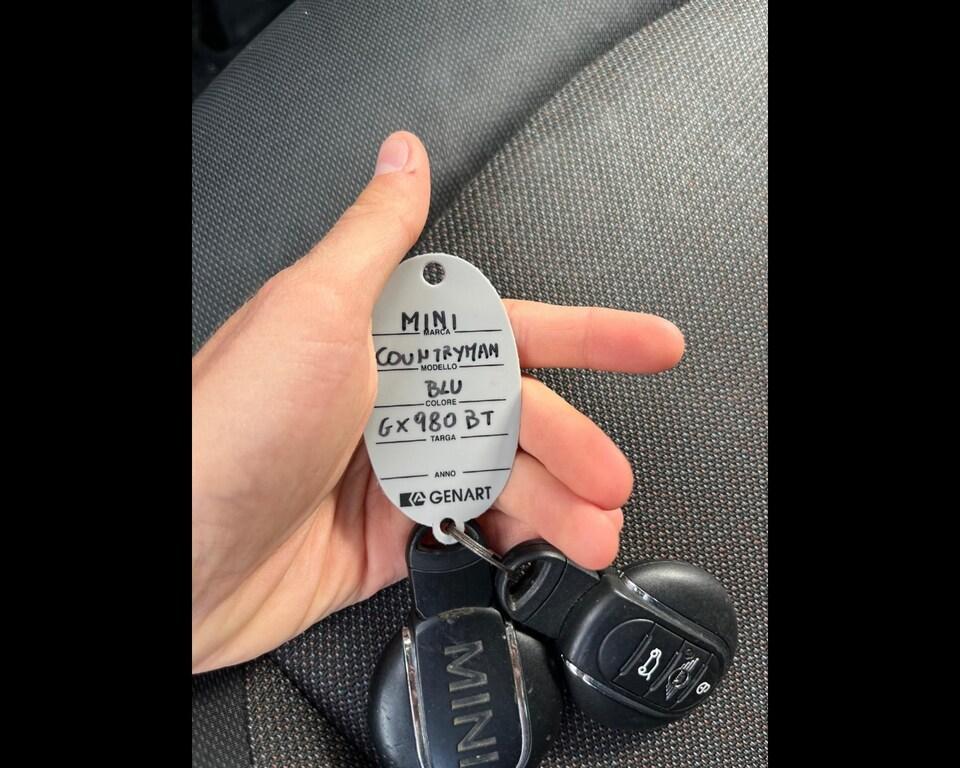 MINI
MARCA
COUNTRYMAN
MODELLO
BLU
COLORE
GX980BT
TARGA
ANNO
GENART
MINI